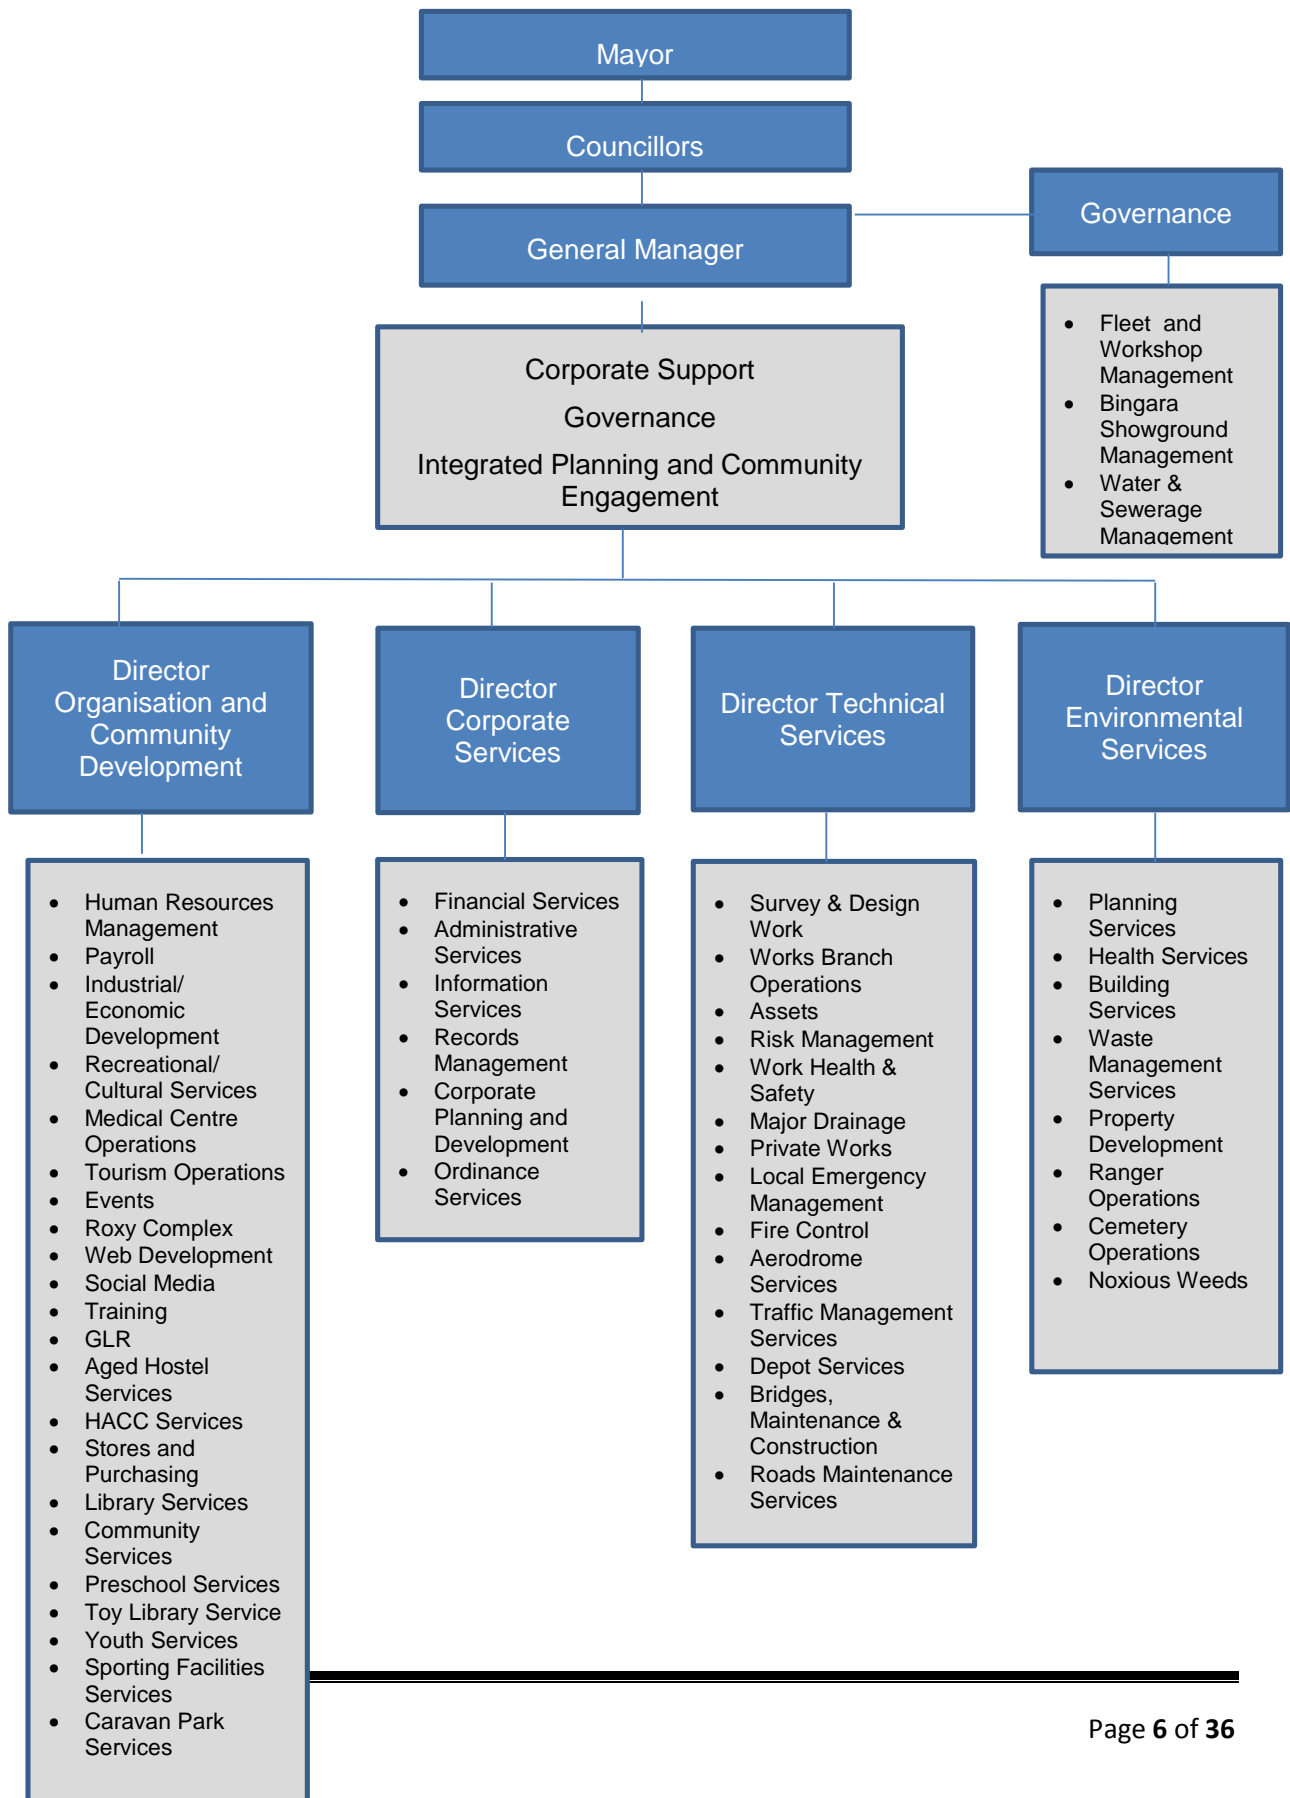 Mayor
Councillors
General Manager
Governance
• Fleet and
Workshop
Management
• Bingara
Showground
Management
• Water &
Sewerage
Management
Corporate Support
Governance
Integrated Planning and Community
Engagement
Director
Organisation and
Community
Development
• Human Resources
Management
• Payroll
• Industrial/
Economic
Development
• Recreational/
Cultural Services
• Medical Centre
Operations
• Tourism Operations
• Events
• Roxy Complex
• Web Development
• Social Media
• Training
• GLR
• Aged Hostel
Services
• HACC Services
• Stores and
Purchasing
• Library Services
• Community
Services
• Preschool Services
• Toy Library Service
• Youth Services
• Sporting Facilities
Services
• Caravan Park
Services
Director
Corporate
Services
• Financial Services
• Administrative
Services
• Information
Services
• Records
Management
• Corporate
Planning and
Development
• Ordinance
Services
Director Technical
Services
• Survey & Design
Work
• Works Branch
Operations
• Assets
• Risk Management
• Work Health &
Safety
• Major Drainage
• Private Works
• Local Emergency
Management
• Fire Control
• Aerodrome
Services
• Traffic Management
Services
• Depot Services
• Bridges,
Maintenance &
Construction
• Roads Maintenance
Services
Director
Environmental
Services
• Planning
Services
• Health Services
• Building
Services
• Waste
Management
Services
• Property
Development
• Ranger
Operations
• Cemetery
Operations
• Noxious Weeds
Page 6 of 36